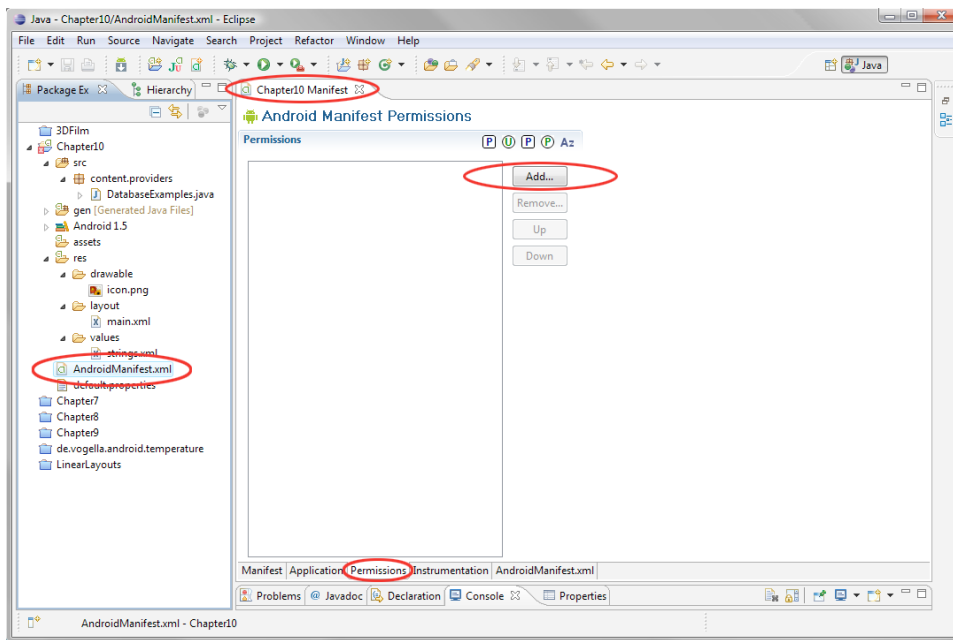 Java - Chapter10/AndroidManifest.xml - Eclipse
File Edit Run Source Navigate Search Project Refactor Window Help
Java
Package Ex Hierarchy
Chapter10 Manifest
Android Manifest Permissions
Permissions
P U P P Az
Add...
Remove...
Up
Down
3DFilm
Chapter10
src
content.providers
DatabaseExamples.java
gen [Generated Java Files]
Android 1.5
assets
res
drawable
icon.png
layout
main.xml
values
strings.xml
AndroidManifest.xml
default.properties
Chapter7
Chapter8
Chapter9
de.vogella.android.temperature
LinearLayouts
Manifest Application Permissions Instrumentation AndroidManifest.xml
Problems @ Javadoc Declaration Console Properties
AndroidManifest.xml - Chapter10